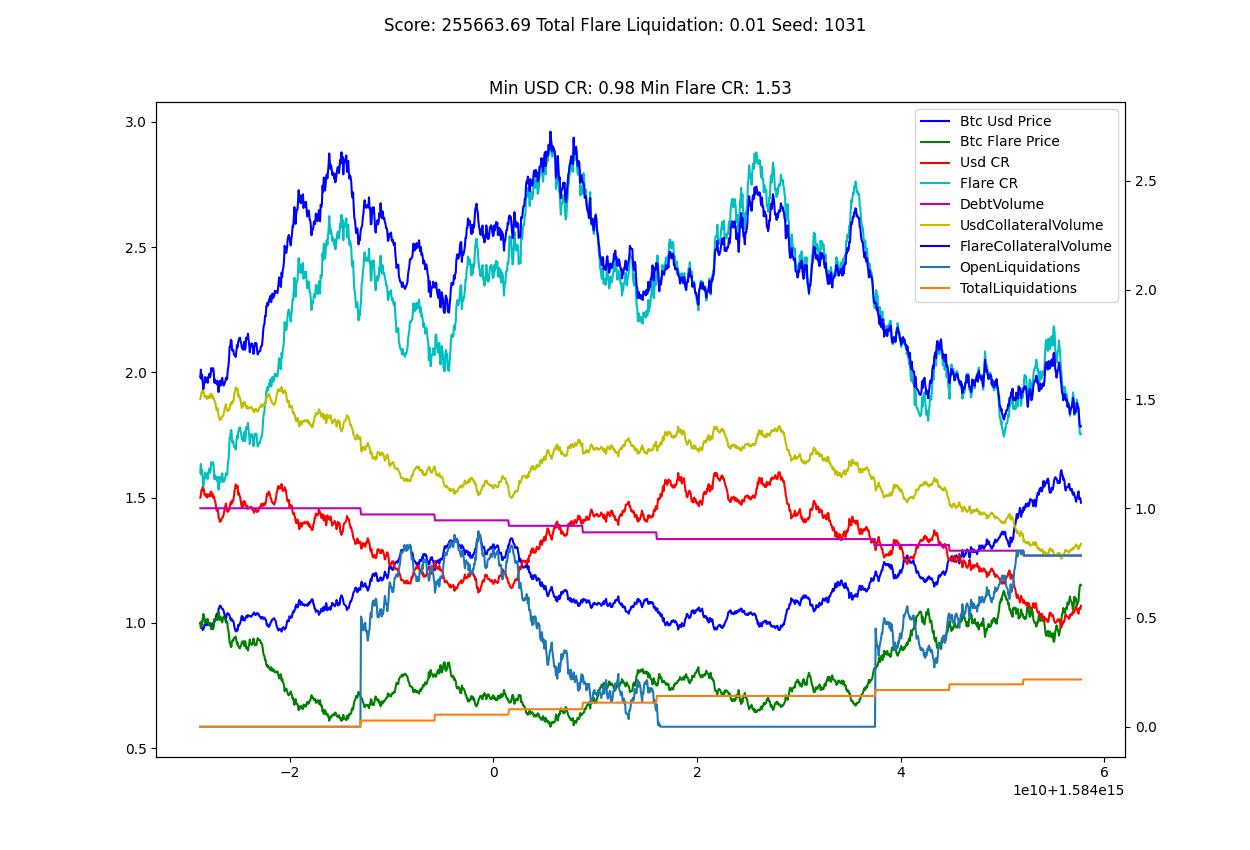 Score: 255663.69 Total Flare Liquidation: 0.01 Seed: 1031
Min USD CR: 0.98 Min Flare CR: 1.53
3.0
2.5
2.0
1.5
1.0
0.5
Btc Usd Price
Btc Flare Price
Usd CR
Flare CR
DebtVolume
UsdCollateralVolume
FlareCollateralVolume
OpenLiquidations
TotalLiquidations
2.5
2.0
1.5
1.0
0.5
0.0
−2 0 2 4 6
1e10+1.584e15